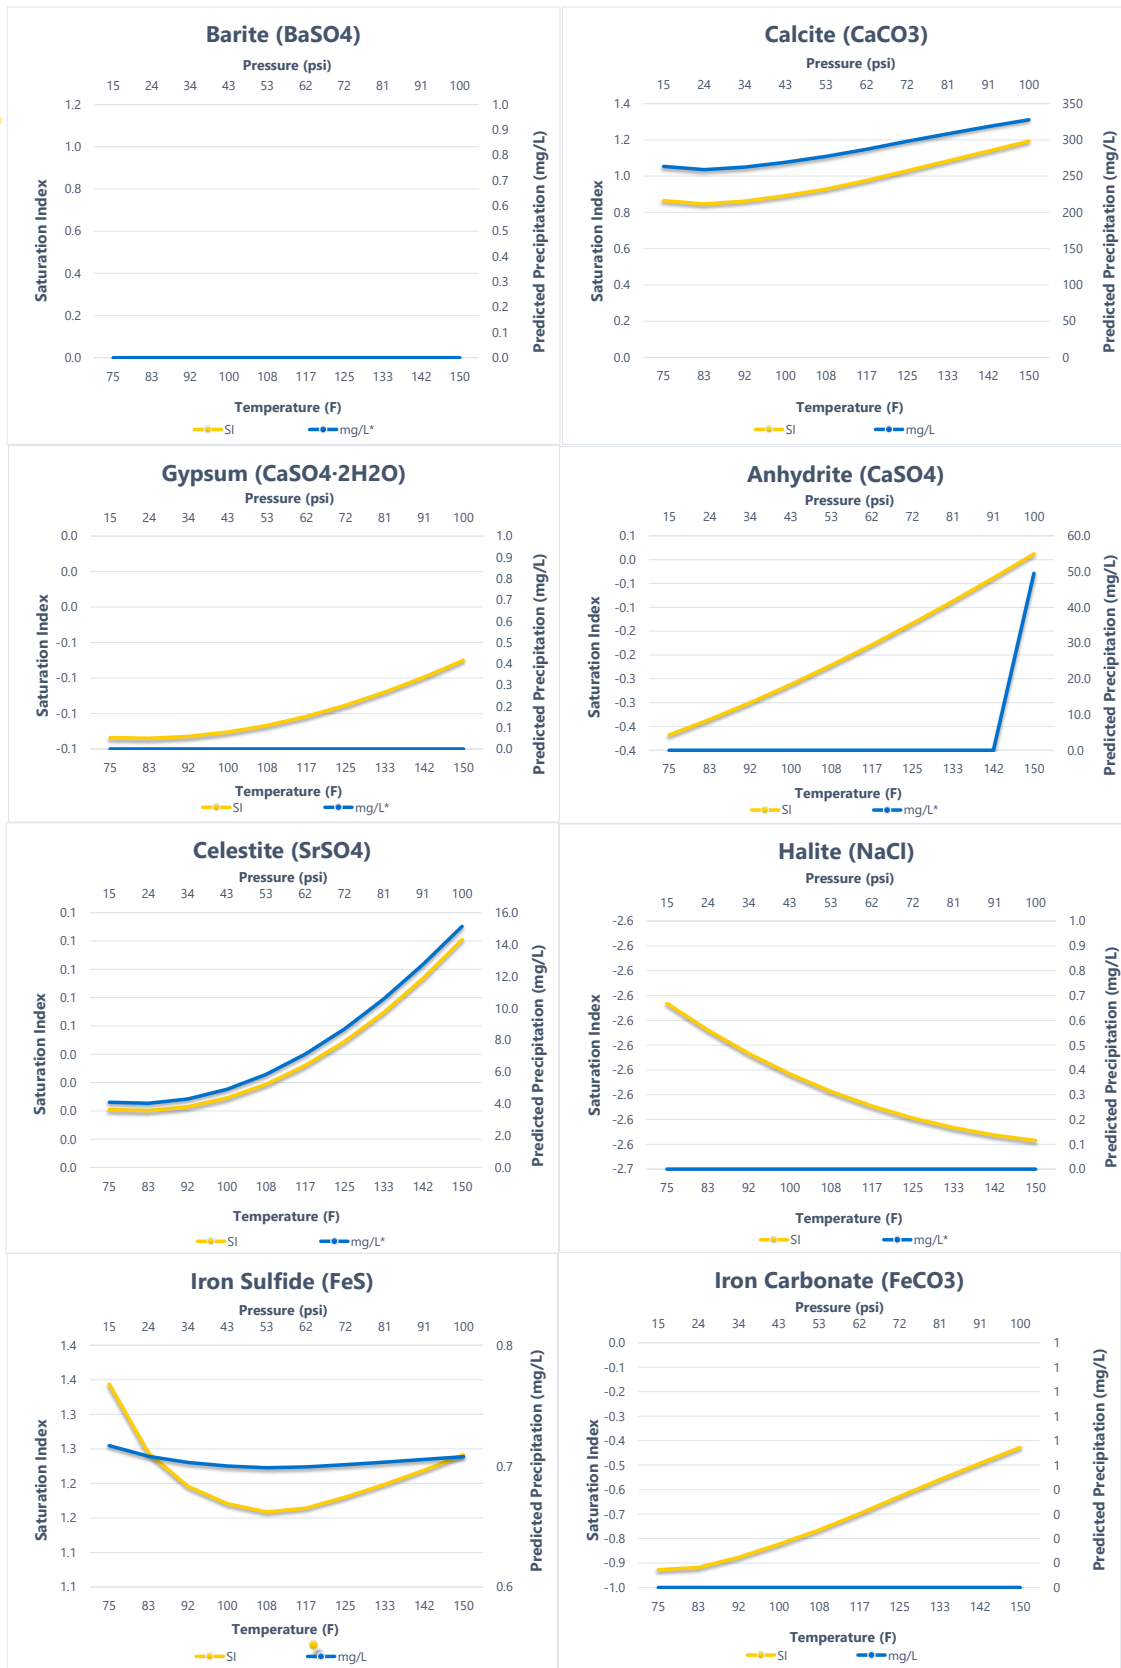 Barite (BaSO4)
Pressure (psi)
15 24 34 43 53 62 72 81 91 100
1.2
1.0
0.8
0.6
0.4
0.2
0.0
1.0
0.9
0.8
0.7
0.6
0.5
0.4
0.3
0.2
0.1
0.0
Saturation Index
Predicted Precipitation (mg/L)
75 83 92 100 108 117 125 133 142 150
Temperature (F)
SI mg/L*
Calcite (CaCO3)
Pressure (psi)
15 24 34 43 53 62 72 81 91 100
1.4
1.2
1.0
0.8
0.6
0.4
0.2
0.0
350
300
250
200
150
100
50
0
Saturation Index
Predicted Precipitation (mg/L)
75 83 92 100 108 117 125 133 142 150
Temperature (F)
SI mg/L
Gypsum (CaSO4·2H2O)
Pressure (psi)
15 24 34 43 53 62 72 81 91 100
0.0
0.0
0.0
-0.1
-0.1
-0.1
-0.1
1.0
0.9
0.8
0.7
0.6
0.5
0.4
0.3
0.2
0.1
0.0
Saturation Index
Predicted Precipitation (mg/L)
75 83 92 100 108 117 125 133 142 150
Temperature (F)
SI mg/L*
Anhydrite (CaSO4)
Pressure (psi)
15 24 34 43 53 62 72 81 91 100
0.1
0.0
-0.1
-0.1
-0.2
-0.2
-0.3
-0.3
-0.4
-0.4
60.0
50.0
40.0
30.0
20.0
10.0
0.0
Saturation Index
Predicted Precipitation (mg/L)
75 83 92 100 108 117 125 133 142 150
Temperature (F)
SI mg/L*
Celestite (SrSO4)
Pressure (psi)
15 24 34 43 53 62 72 81 91 100
0.1
0.1
0.1
0.1
0.1
0.0
0.0
0.0
0.0
0.0
16.0
14.0
12.0
10.0
8.0
6.0
4.0
2.0
0.0
Saturation Index
Predicted Precipitation (mg/L)
75 83 92 100 108 117 125 133 142 150
Temperature (F)
SI mg/L*
Halite (NaCl)
Pressure (psi)
15 24 34 43 53 62 72 81 91 100
-2.6
-2.6
-2.6
-2.6
-2.6
-2.6
-2.6
-2.6
-2.6
-2.6
-2.7
1.0
0.9
0.8
0.7
0.6
0.5
0.4
0.3
0.2
0.1
0.0
Saturation Index
Predicted Precipitation (mg/L)
75 83 92 100 108 117 125 133 142 150
Temperature (F)
SI mg/L*
Iron Sulfide (FeS)
Pressure (psi)
15 24 34 43 53 62 72 81 91 100
1.4
1.4
1.3
1.3
1.2
1.2
1.1
1.1
0.8
0.7
0.6
Saturation Index
Predicted Precipitation (mg/L)
75 83 92 100 108 117 125 133 142 150
Temperature (F)
SI mg/L
Iron Carbonate (FeCO3)
Pressure (psi)
15 24 34 43 53 62 72 81 91 100
0.0
-0.1
-0.2
-0.3
-0.4
-0.5
-0.6
-0.7
-0.8
-0.9
-1.0
1
1
1
1
1
1
0
0
0
0
0
Saturation Index
Predicted Precipitation (mg/L)
75 83 92 100 108 117 125 133 142 150
Temperature (F)
SI mg/L